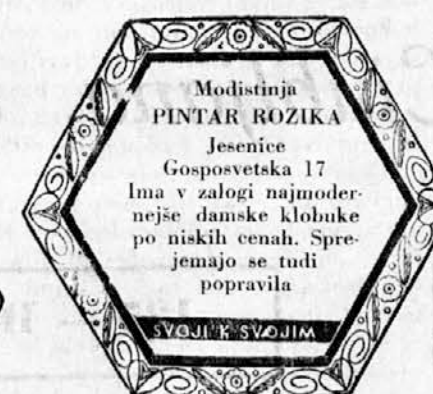 Modistinja
PINTAR ROZIKA
Jesenice
Gosposvetska 17
Ima v zalogi najmoder-
nejše damske klobuke
po niskih cenah. Spre-
jemajo se tudi
popravila
SVOJI K SVOJIM